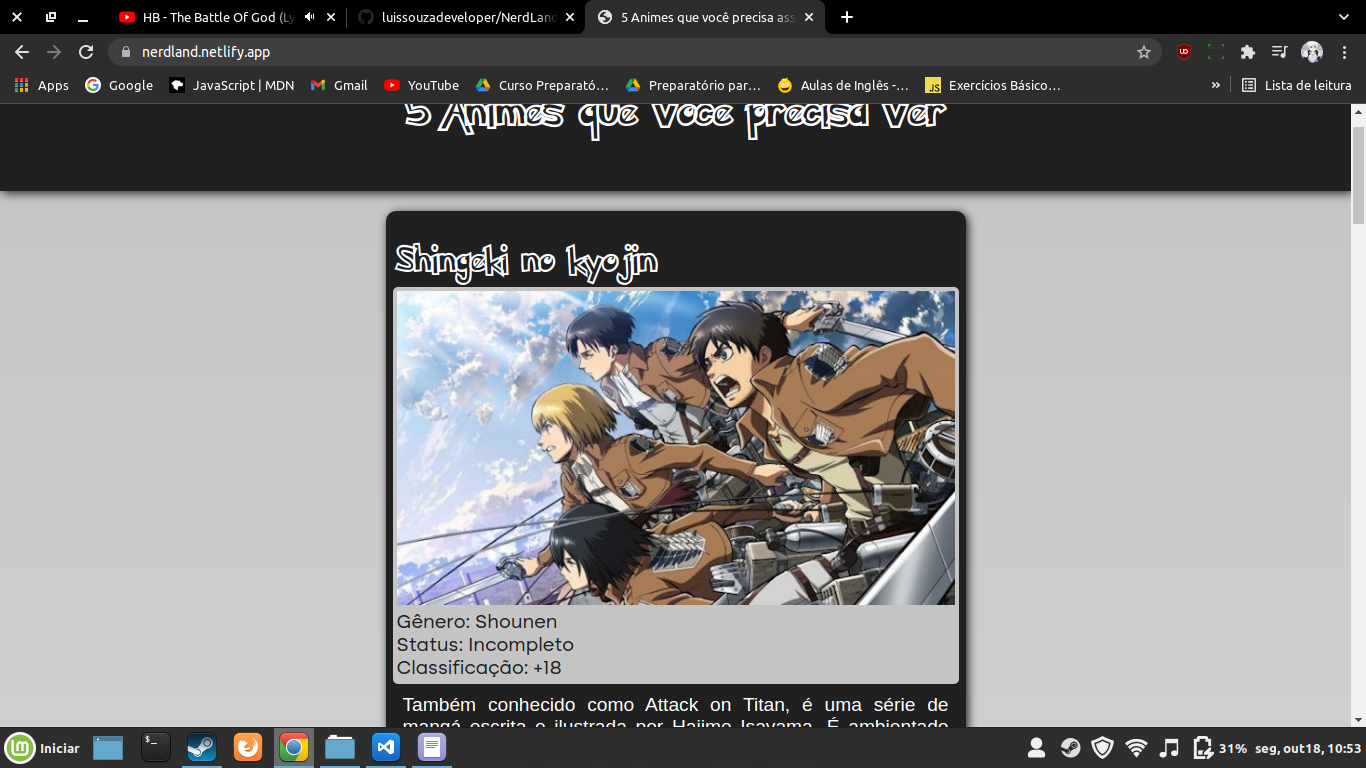 HB - The Battle Of God (Ly
luissouzadeveloper/NerdLand
5 Animes que você precisa ass
nerdland.netlify.app
Apps
Google
JavaScript | MDN
Gmail
YouTube
Curso Preparató…
Preparatório par…
Aulas de Inglês -…
JS
Exercícios Básico…
»
Lista de leitura
5 Animes que você precisa ver
Shingeki no kyojin
Gênero: Shounen
Status: Incompleto
Classificação: +18
Também conhecido como Attack on Titan, é uma série de
mangá escrita e ilustrada por Hajime Isayama. É ambientado
Iniciar
31%
seg, out18, 10:53